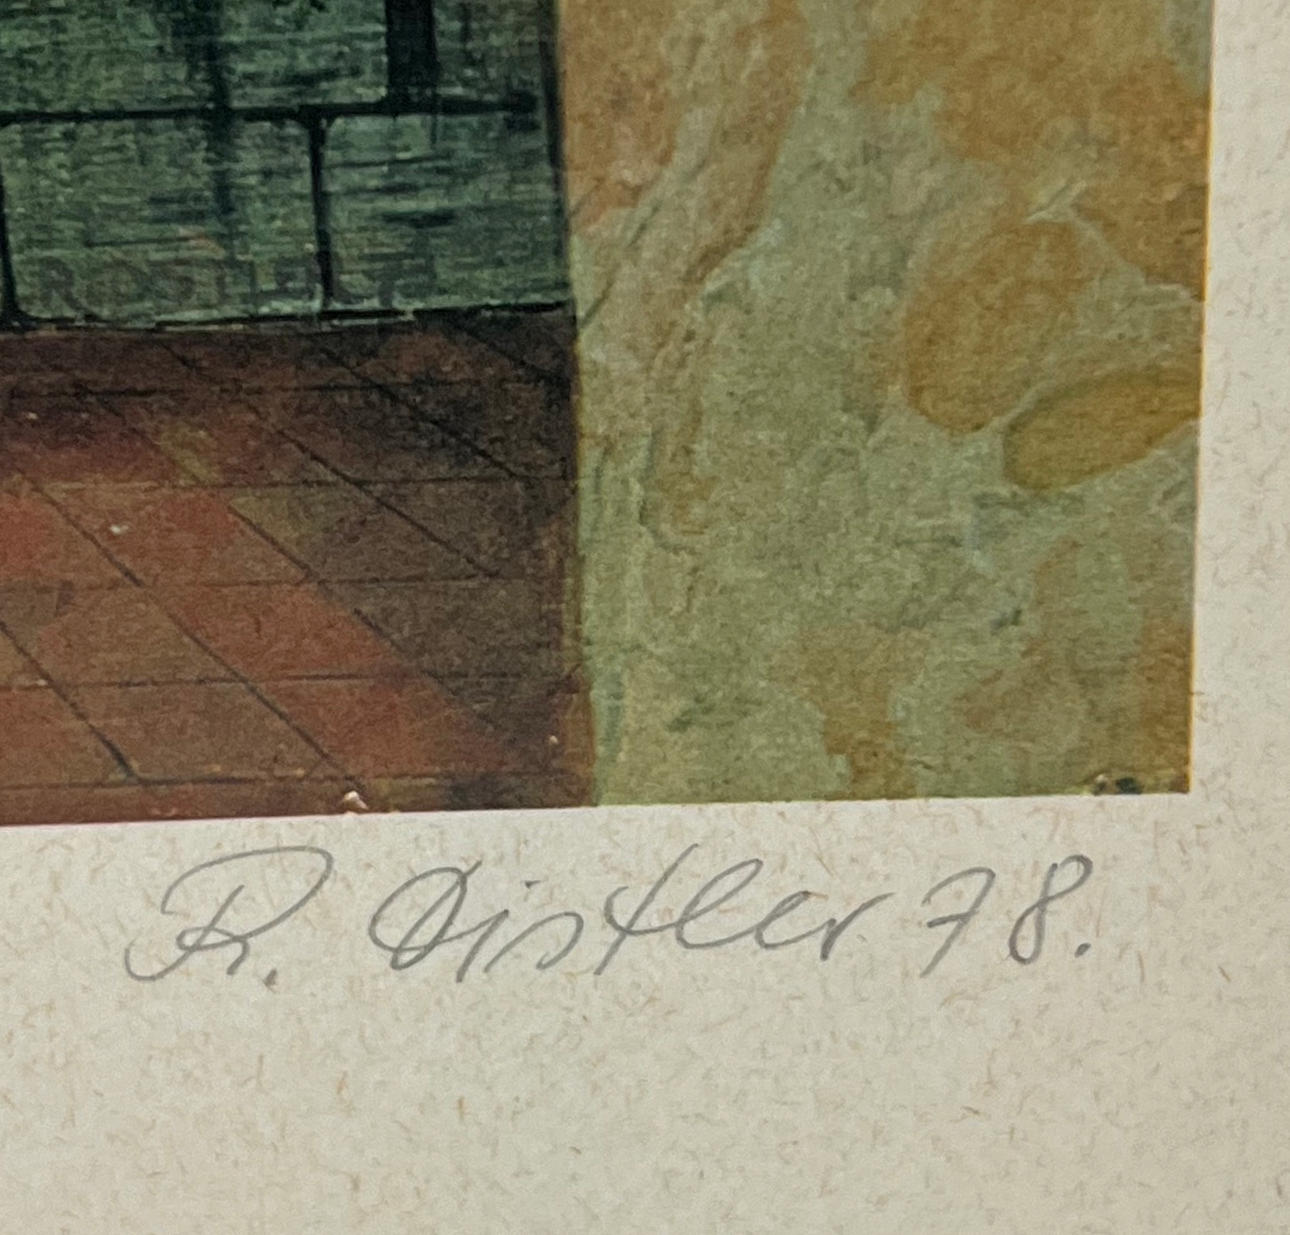 R. Distler 78.